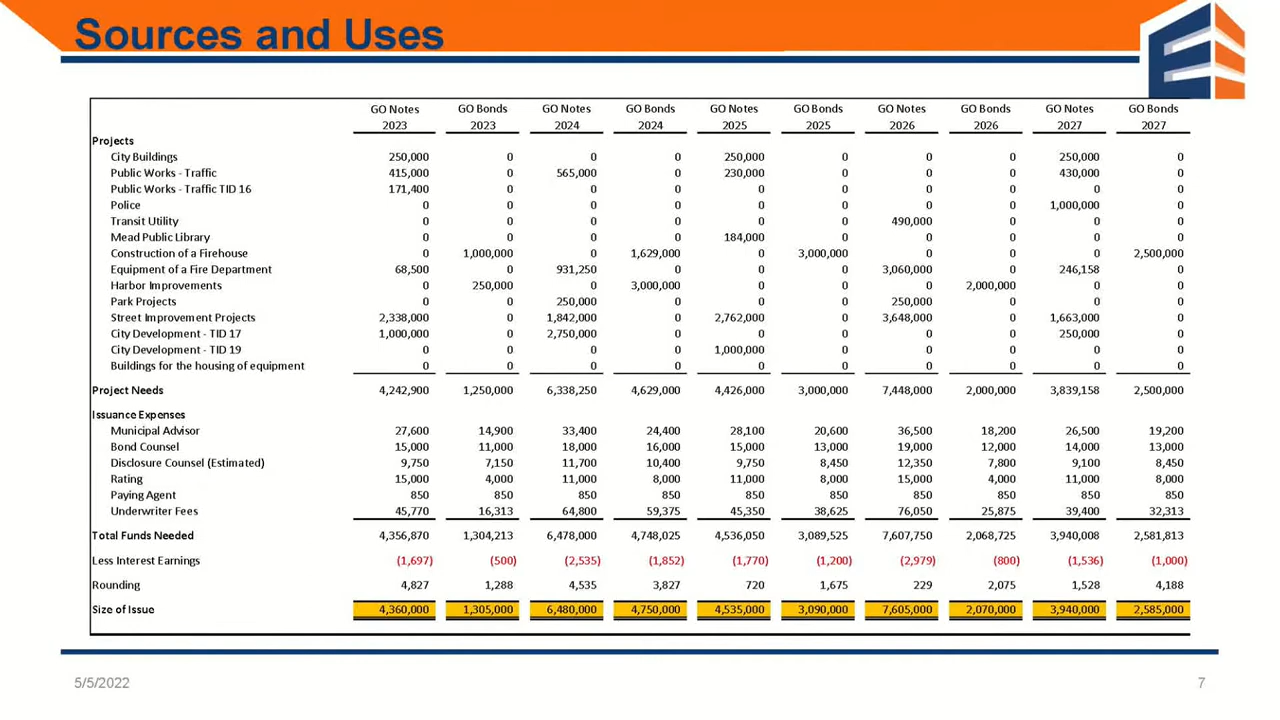 Sources and Uses
GO Notes GO Bonds GO Notes GO Bonds GO Notes GO Bonds GO Notes GO Bonds GO Notes GO Bonds
2023 2023 2024 2024 2025 2025 2026 2026 2027 2027
Projects
City Buildings 250,000 0 0 0 250,000 0 0 0 250,000 0
Public Works - Traffic 415,000 0 565,000 0 230,000 0 0 0 430,000 0
Public Works - Traffic TID 16 171,400 0 0 0 0 0 0 0 0 0
Police 0 0 0 0 0 0 0 0 1,000,000 0
Transit Utility 0 0 0 0 0 0 490,000 0 0 0
Mead Public Library 0 0 0 0 184,000 0 0 0 0 0
Construction of a Firehouse 0 1,000,000 0 1,629,000 0 3,000,000 0 0 0 2,500,000
Equipment of a Fire Department 68,500 0 931,250 0 0 0 3,060,000 0 246,158 0
Harbor Improvements 0 250,000 0 3,000,000 0 0 0 2,000,000 0 0
Park Projects 0 0 250,000 0 0 0 250,000 0 0 0
Street Improvement Projects 2,338,000 0 1,842,000 0 2,762,000 0 3,648,000 0 1,663,000 0
City Development - TID 17 1,000,000 0 2,750,000 0 0 0 0 0 250,000 0
City Development - TID 19 0 0 0 0 1,000,000 0 0 0 0 0
Buildings for the housing of equipment 0 0 0 0 0 0 0 0 0 0
Project Needs 4,242,900 1,250,000 6,338,250 4,629,000 4,426,000 3,000,000 7,448,000 2,000,000 3,839,158 2,500,000
Issuance Expenses
Municipal Advisor 27,600 14,900 33,400 24,400 28,100 20,600 36,500 18,200 26,500 19,200
Bond Counsel 15,000 11,000 18,000 16,000 15,000 13,000 19,000 12,000 14,000 13,000
Disclosure Counsel (Estimated) 9,750 7,150 11,700 10,400 9,750 8,450 12,350 7,800 9,100 8,450
Rating 15,000 4,000 11,000 8,000 11,000 8,000 15,000 4,000 11,000 8,000
Paying Agent 850 850 850 850 850 850 850 850 850 850
Underwriter Fees 45,770 16,313 64,800 59,375 45,350 38,625 76,050 25,875 39,400 32,313
Total Funds Needed 4,356,870 1,304,213 6,478,000 4,748,025 4,536,050 3,089,525 7,607,750 2,068,725 3,940,008 2,581,813
Less Interest Earnings (1,697) (500) (2,535) (1,852) (1,770) (1,200) (2,979) (800) (1,536) (1,000)
Rounding 4,827 1,288 4,535 3,827 720 1,675 229 2,075 1,528 4,188
Size of Issue 4,360,000 1,305,000 6,480,000 4,750,000 4,535,000 3,090,000 7,605,000 2,070,000 3,940,000 2,585,000
5/5/2022 7